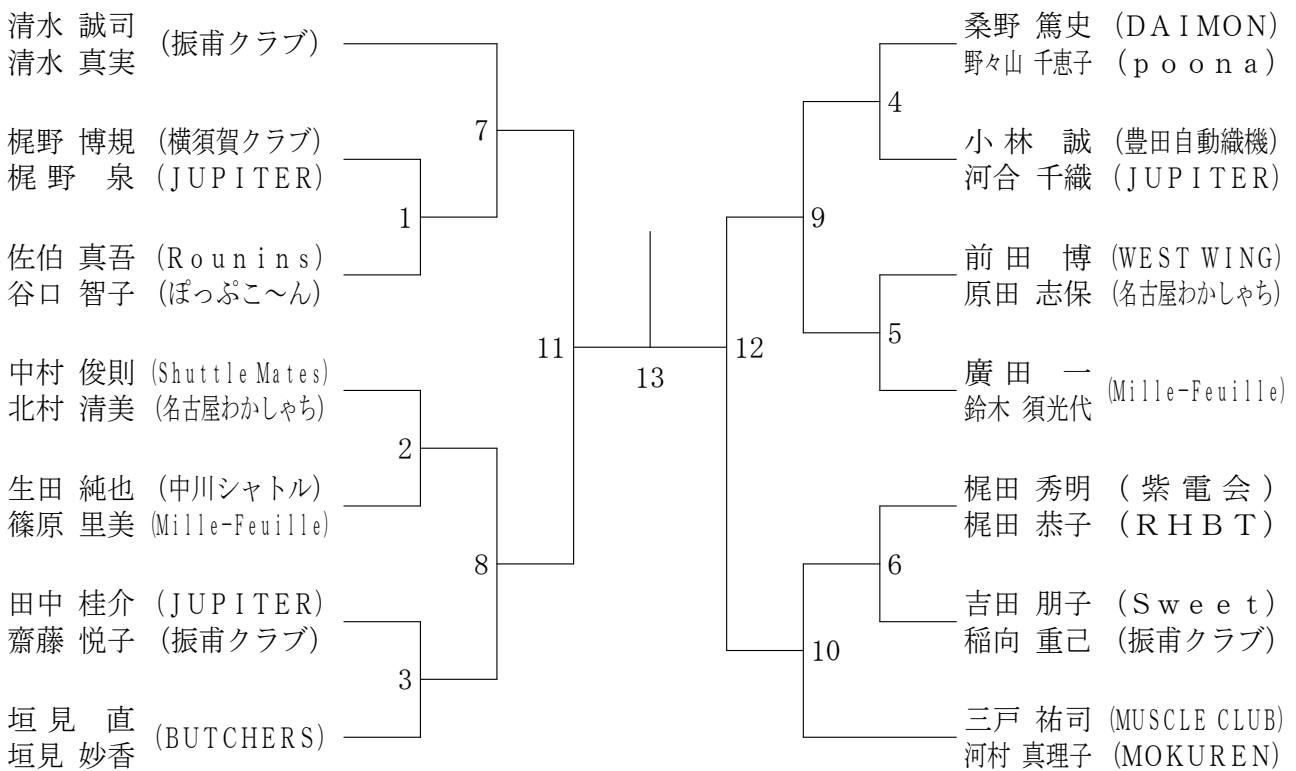 清水 誠司 (振甫クラブ)
清水 真実
梶野 博規 (横須賀クラブ)
梶野 泉 (JUPITER)
佐伯 真吾 (Rounins)
谷口 智子 (ぽっぷこ～ん)
中村 俊則 (Shuttle Mates)
北村 清美 (名古屋わかしゃち)
生田 純也 (中川シャトル)
篠原 里美 (Mille-Feuille)
田中 桂介 (JUPITER)
齋藤 悦子 (振甫クラブ)
垣見 直 (BUTCHERS)
垣見 妙香
7
1
2
8
3
11
13
12
4
9
5
6
10
桑野 篤史 (DAIMON)
野々山 千恵子 (poona)
小林 誠 (豊田自動織機)
河合 千織 (JUPITER)
前田 博 (WEST WING)
原田 志保 (名古屋わかしゃち)
廣田 一 (Mille-Feuille)
鈴木 須光代
梶田 秀明 (紫電会)
梶田 恭子 (RHBT)
吉田 朋子 (Sweet)
稲向 重己 (振甫クラブ)
三戸 祐司 (MUSCLE CLUB)
河村 真理子 (MOKUREN)